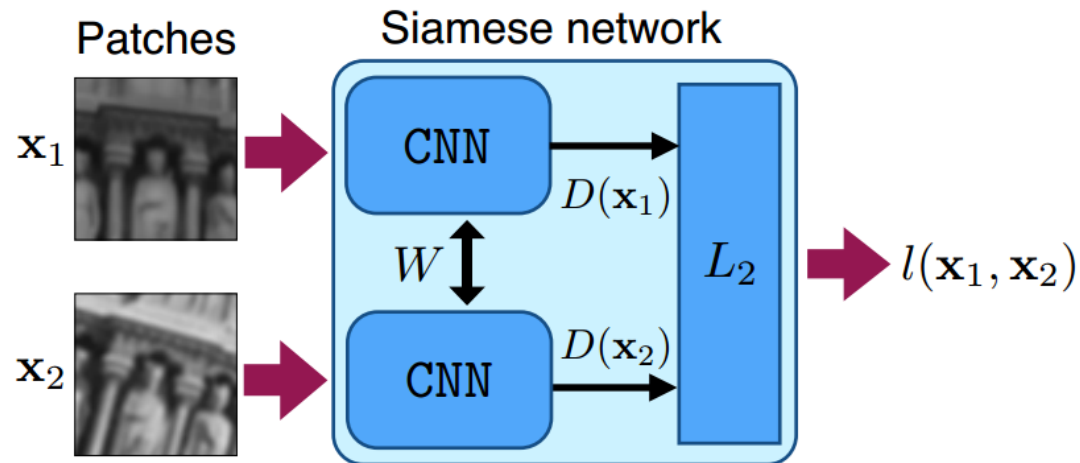 Patches
Siamese network
x₁
CNN
D(x₁)
W
L₂
l(x₁, x₂)
x₂
CNN
D(x₂)